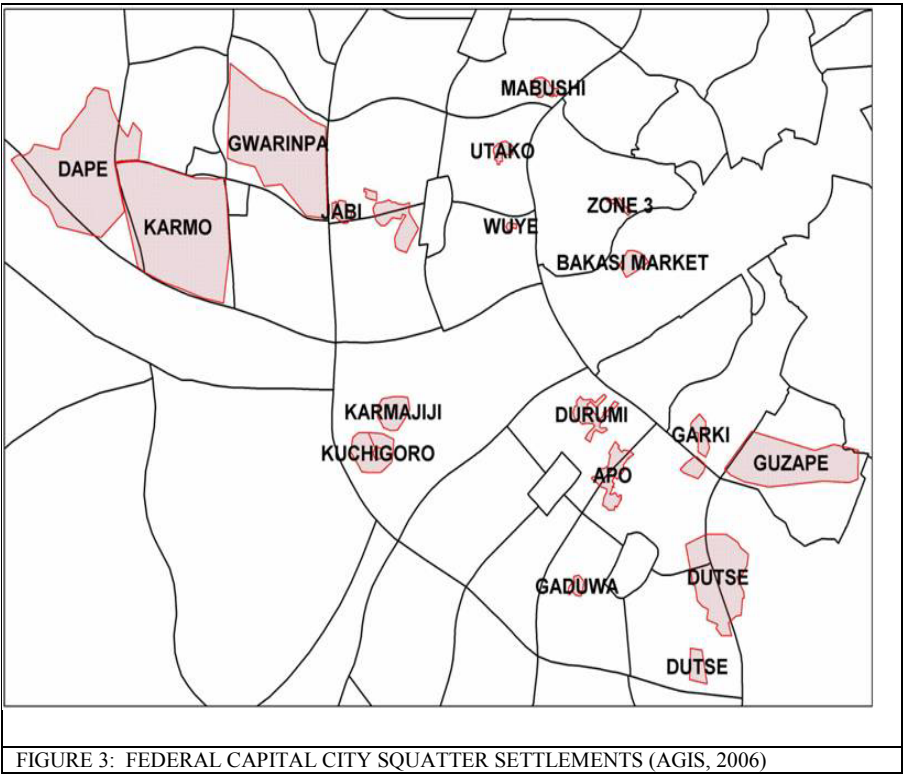 MABUSHI
GWARINPA
UTAKO
DAPE
JABI
ZONE 3
KARMO
WUYE
BAKASI MARKET
KARMAJIJI
DURUMI
GARKI
KUCHIGORO
GUZAPE
APO
DUTSE
GADUWA
DUTSE
FIGURE 3: FEDERAL CAPITAL CITY SQUATTER SETTLEMENTS (AGIS, 2006)